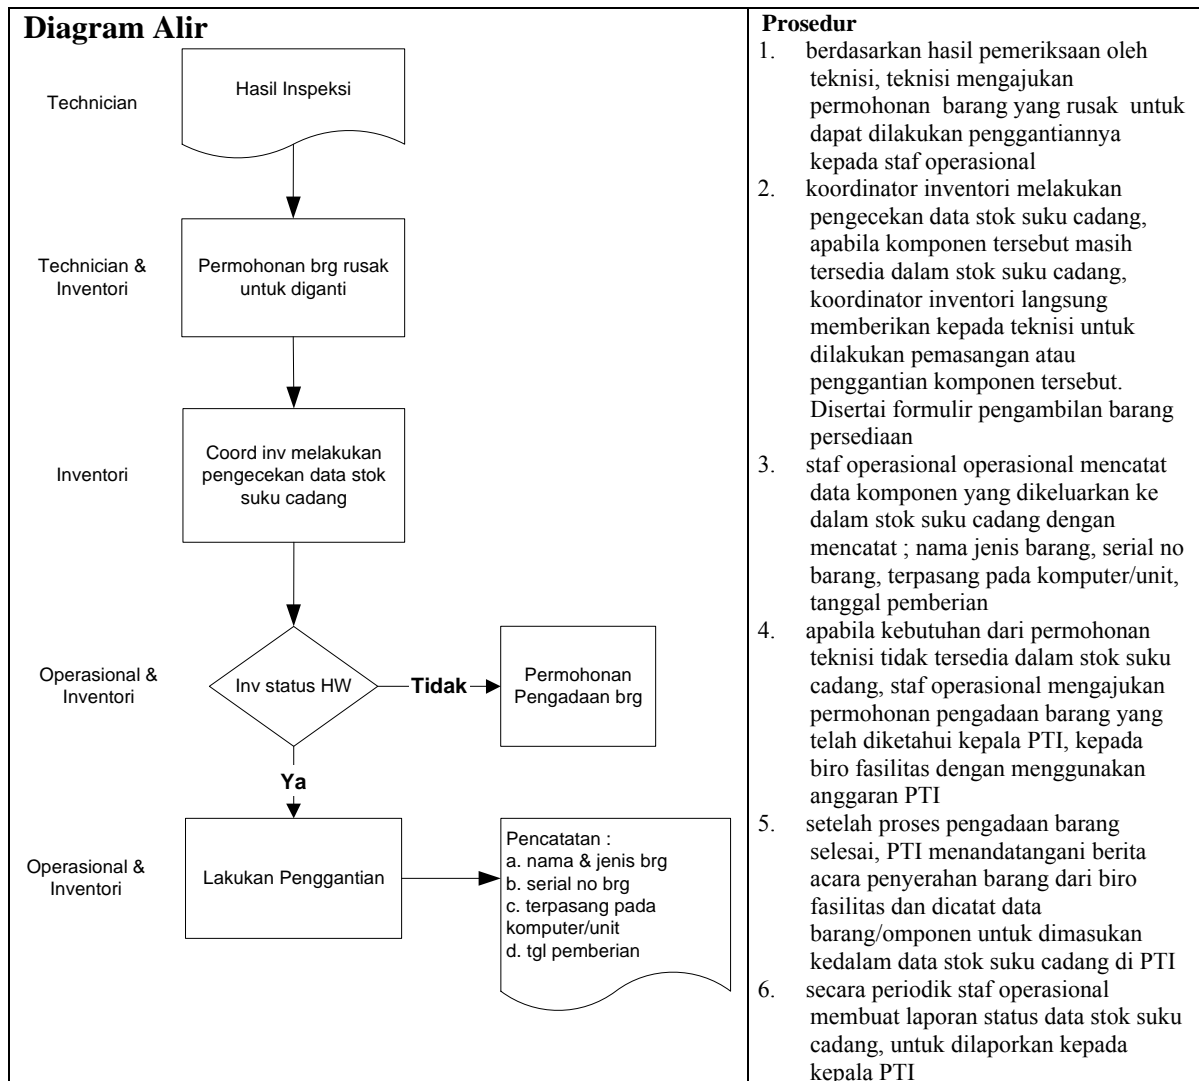 Diagram Alir
Technician
Hasil Inspeksi
Technician &
Inventori
Permohonan brg rusak
untuk diganti
Inventori
Coord inv melakukan
pengecekan data stok
suku cadang
Operasional &
Inventori
Inv status HW
Tidak
Permohonan
Pengadaan brg
Ya
Operasional &
Inventori
Lakukan Penggantian
Pencatatan :
a. nama & jenis brg
b. serial no brg
c. terpasang pada
komputer/unit
d. tgl pemberian
Prosedur
1. berdasarkan hasil pemeriksaan oleh
teknisi, teknisi mengajukan
permohonan barang yang rusak untuk
dapat dilakukan penggantiannya
kepada staf operasional
2. koordinator inventori melakukan
pengecekan data stok suku cadang,
apabila komponen tersebut masih
tersedia dalam stok suku cadang,
koordinator inventori langsung
memberikan kepada teknisi untuk
dilakukan pemasangan atau
penggantian komponen tersebut.
Disertai formulir pengambilan barang
persediaan
3. staf operasional operasional mencatat
data komponen yang dikeluarkan ke
dalam stok suku cadang dengan
mencatat ; nama jenis barang, serial no
barang, terpasang pada komputer/unit,
tanggal pemberian
4. apabila kebutuhan dari permohonan
teknisi tidak tersedia dalam stok suku
cadang, staf operasional mengajukan
permohonan pengadaan barang yang
telah diketahui kepala PTI, kepada
biro fasilitas dengan menggunakan
anggaran PTI
5. setelah proses pengadaan barang
selesai, PTI menandatangani berita
acara penyerahan barang dari biro
fasilitas dan dicatat data
barang/omponen untuk dimasukan
kedalam data stok suku cadang di PTI
6. secara periodik staf operasional
membuat laporan status data stok suku
cadang, untuk dilaporkan kepada
kepala PTI